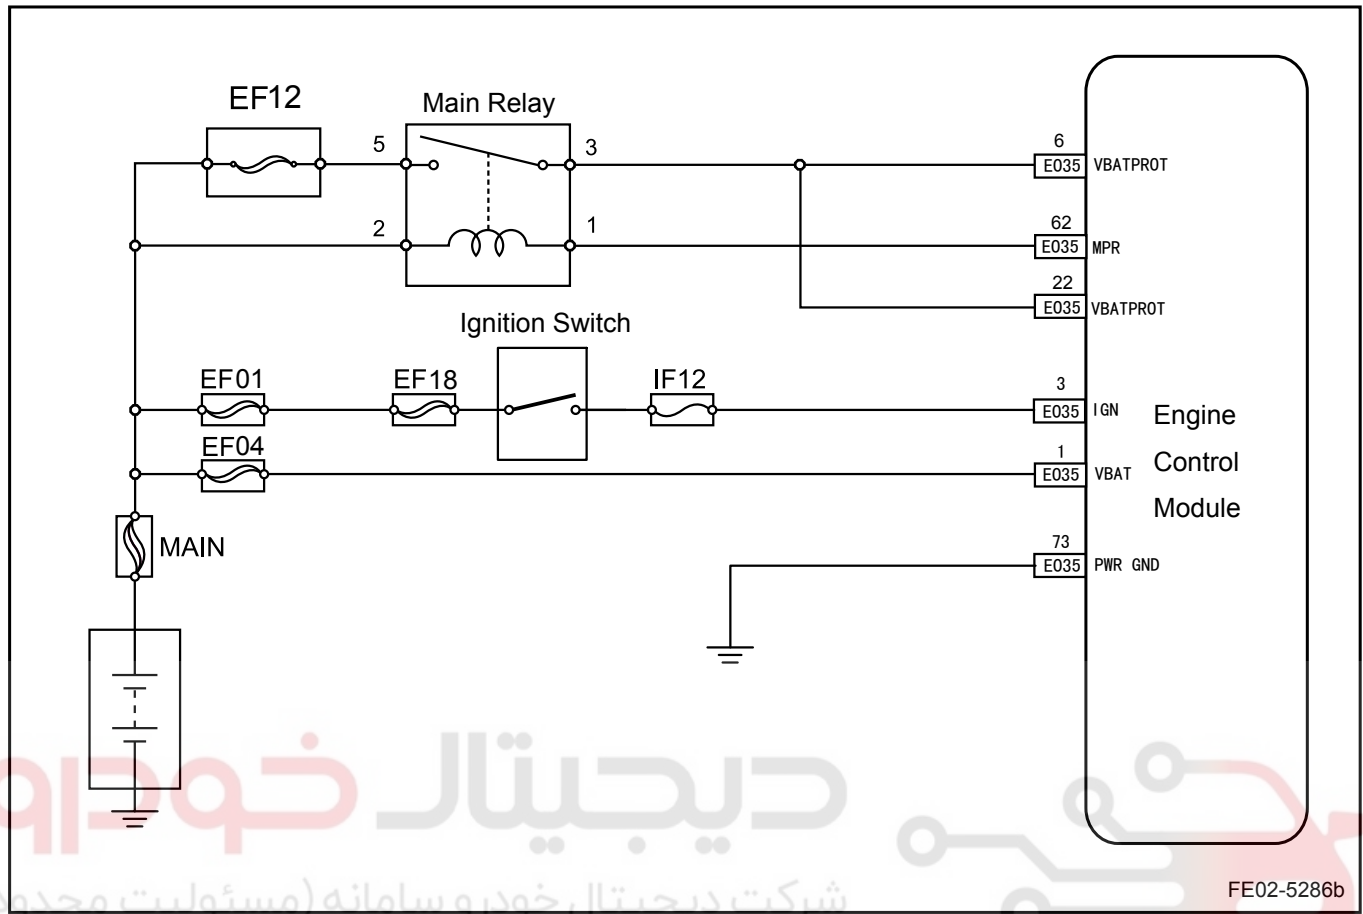 EF12
Main Relay
5
3
6
E035
VBATPROT
2
1
62
E035
MPR
22
E035
VBATPROT
Ignition Switch
EF01
EF18
IF12
3
E035
IGN
Engine
Control
Module
EF04
1
E035
VBAT
MAIN
73
E035
PWR GND
دیجیتال خودرو
شرکت دیجیتال خودرو سامانه (مسئولیت محدود
FE02-5286b